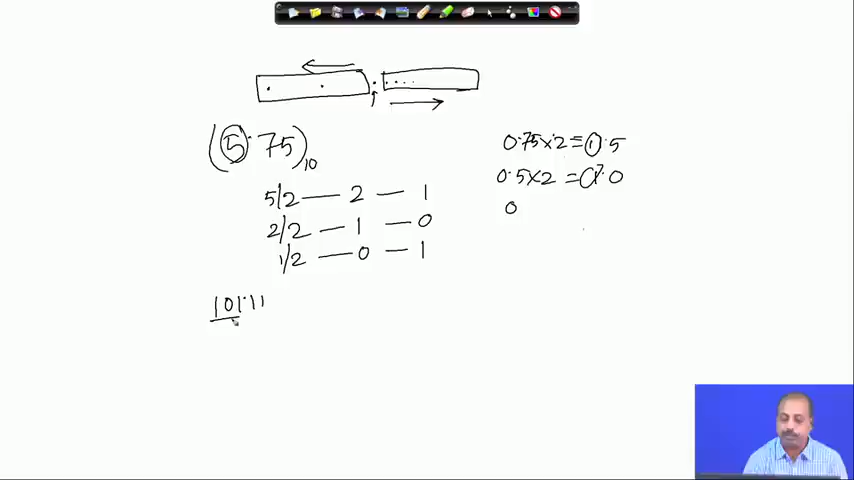 (5.75)10
5/2 — 2 — 1
2/2 — 1 — 0
1/2 — 0 — 1
101.11
0.75×2 = 1.5
0.5×2 = 1.0
0